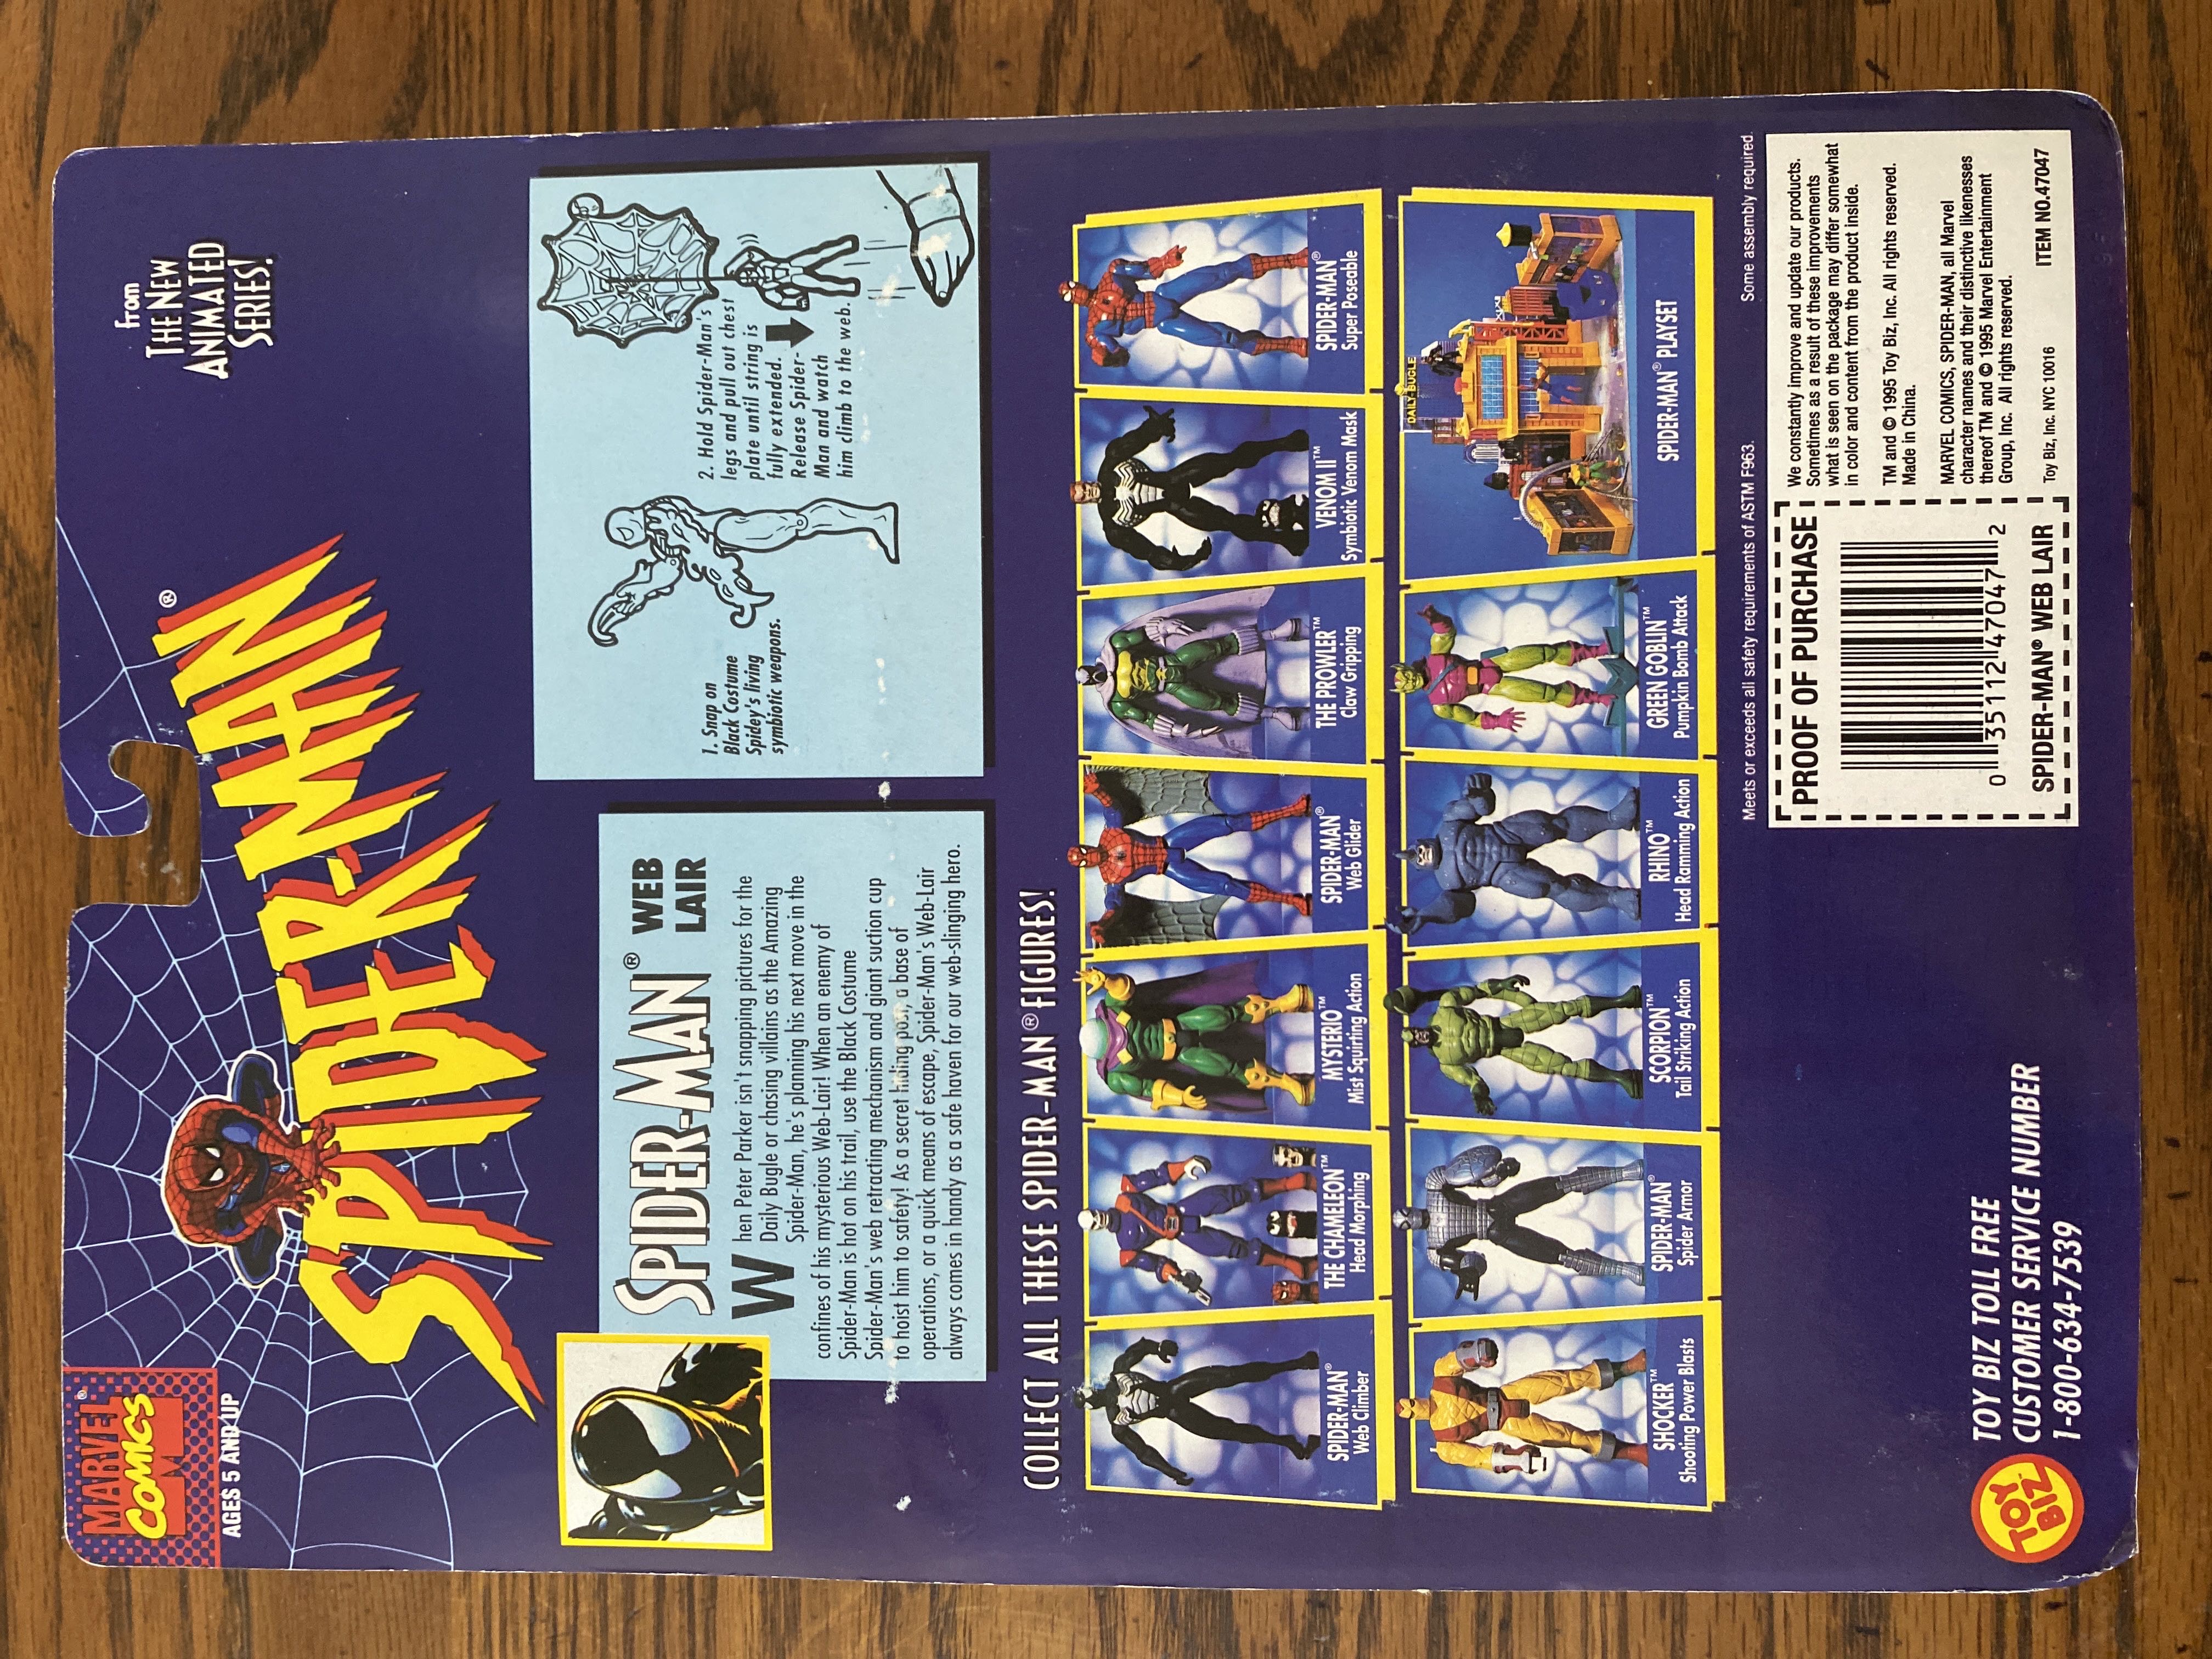 MARVEL®
COMICS
AGES 5 AND UP
SPIDER-MAN®
from
THE NEW
ANIMATED
SERIES!
SPIDER-MAN® WEB
LAIR
When Peter Parker isn't snapping pictures for the
Daily Bugle or chasing villains as the Amazing
Spider-Man, he's planning his next move in the
confines of his mysterious Web-Lair! When an enemy of
Spider-Man is hot on his trail, use the Black Costume
Spider-Man's web retracting mechanism and giant suction cup
to hoist him to safety! As a secret hiding post, a base of
operations, or a quick means of escape, Spider-Man's Web-Lair
always comes in handy as a safe haven for our web-slinging hero.
1. Snap on
Black Costume
Spidey's living
symbiotic weapons.
2. Hold Spider-Man's
legs and pull out chest
plate until string is
fully extended.
Release Spider-
Man and watch
him climb to the web.
COLLECT ALL THESE SPIDER-MAN® FIGURES!
SPIDER-MAN®
Web Climber
THE CHAMELEON™
Head Morphing
MYSTERIO™
Mist Squirting Action
SPIDER-MAN®
Web Glider
THE PROWLER™
Claw Gripping
VENOM II™
Symbiotic Venom Mask
SPIDER-MAN®
Super Poseable
SHOCKER™
Shooting Power Blasts
SPIDER-MAN®
Spider Armor
SCORPION™
Tail Striking Action
RHINO™
Head Ramming Action
GREEN GOBLIN™
Pumpkin Bomb Attack
DAILY BUGLE
SPIDER-MAN® PLAYSET
Meets or exceeds all safety requirements of ASTM F963.
Some assembly required.
TOY
BIZ
TOY BIZ TOLL FREE
CUSTOMER SERVICE NUMBER
1-800-634-7539
PROOF OF PURCHASE
0 35112 47047 2
SPIDER-MAN® WEB LAIR
We constantly improve and update our products.
Sometimes as a result of these improvements
what is seen on the package may differ somewhat
in color and content from the product inside.
TM and © 1995 Toy Biz, Inc. All rights reserved.
Made in China.
MARVEL COMICS, SPIDER-MAN, all Marvel
character names and their distinctive likenesses
thereof TM and © 1995 Marvel Entertainment
Group, Inc. All rights reserved.
Toy Biz, Inc. NYC 10016
ITEM NO.47047